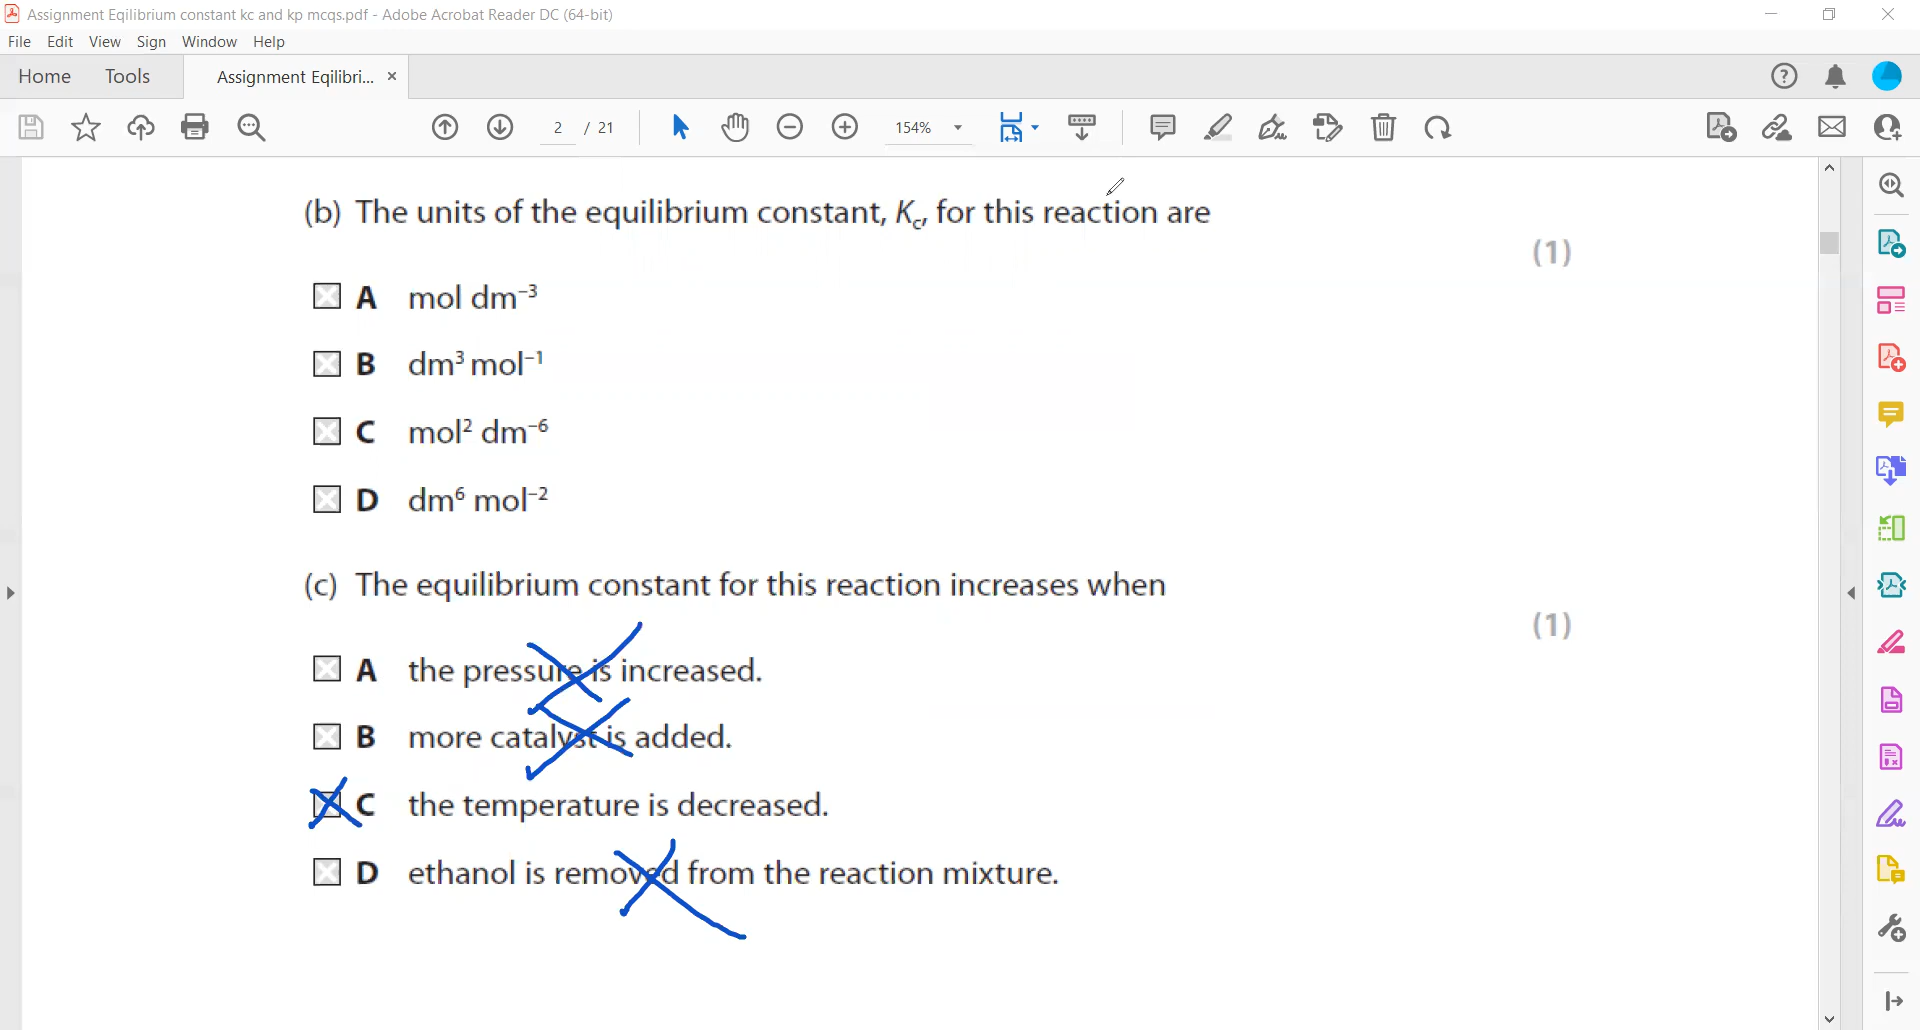 Assignment Eqilibrium constant kc and kp mcqs.pdf - Adobe Acrobat Reader DC (64-bit)
File Edit View Sign Window Help
Home Tools Assignment Eqilibri... ×
2 / 21 154%
(b) The units of the equilibrium constant, Kc, for this reaction are
(1)
A mol dm⁻³
B dm³ mol⁻¹
C mol² dm⁻⁶
D dm⁶ mol⁻²
(c) The equilibrium constant for this reaction increases when
(1)
A the pressure is increased.
B more catalyst is added.
C the temperature is decreased.
D ethanol is removed from the reaction mixture.